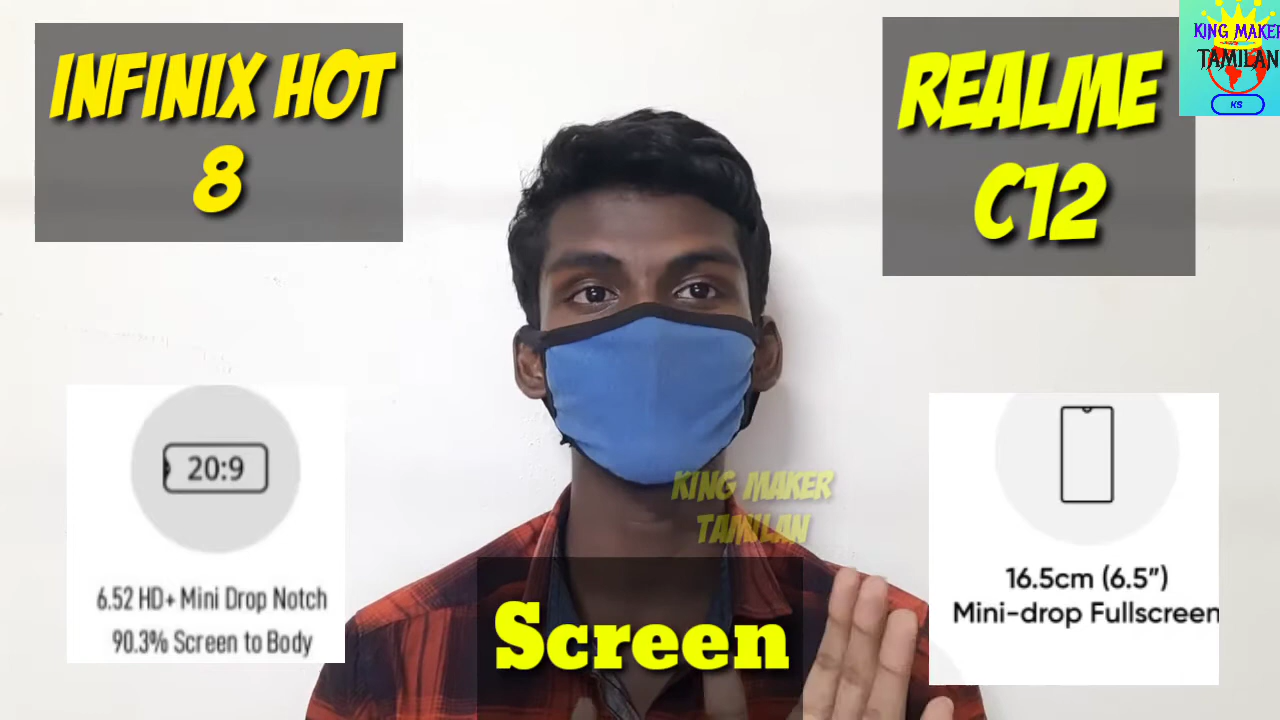 INFINIX HOT
8
REALME
C12
KING MAKER
TAMILAN
KS
20:9
6.52 HD+ Mini Drop Notch
90.3% Screen to Body
16.5cm (6.5”)
Mini-drop Fullscreen
KING MAKER
TAMILAN
Screen